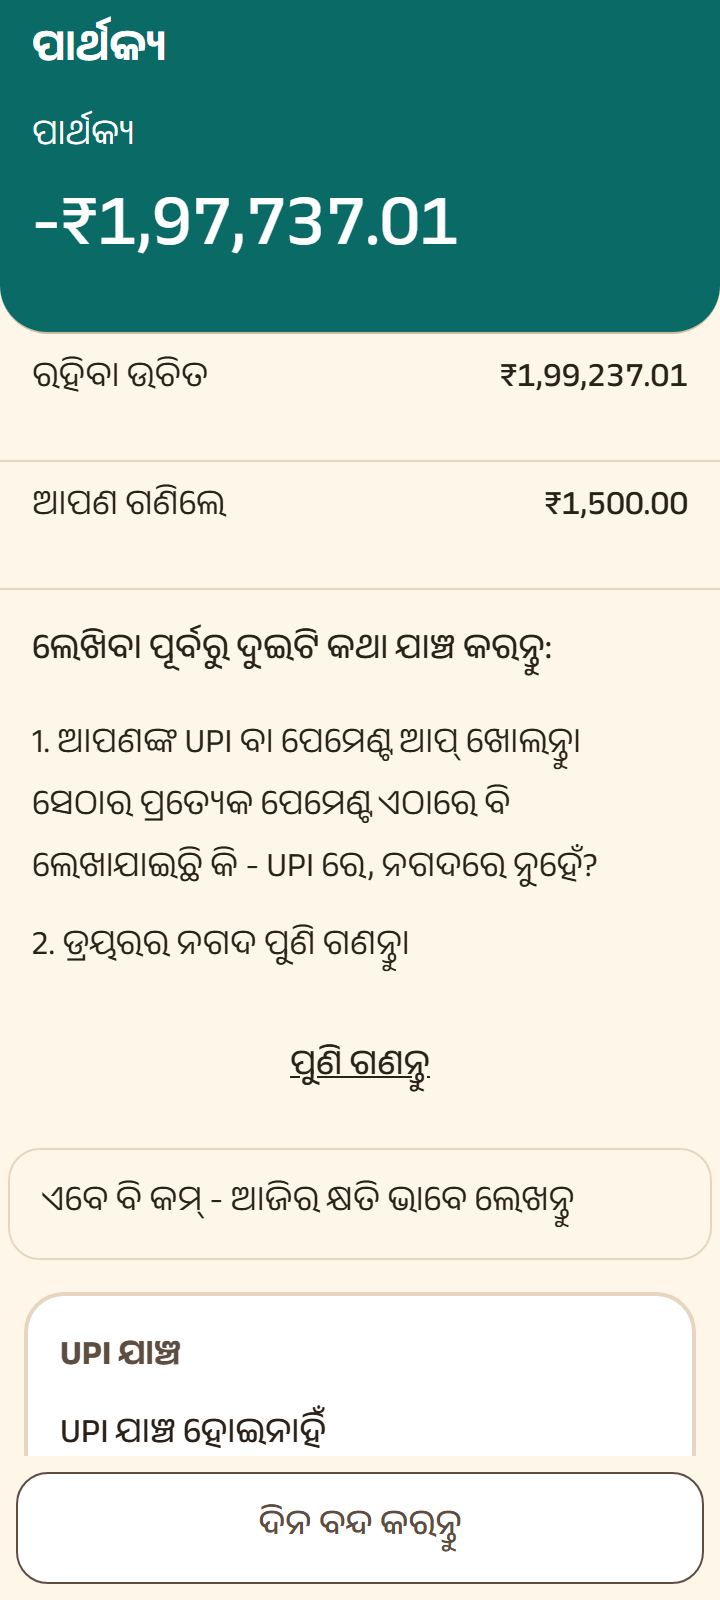 ପାର୍ଥକ୍ୟ
ପାର୍ଥକ୍ୟ
-₹1,97,737.01
ରହିବା ଉଚିତ ₹1,99,237.01
ଆପଣ ଗଣିଲେ ₹1,500.00
ଲେଖିବା ପୂର୍ବରୁ ଦୁଇଟି କଥା ଯାଞ୍ଚ କରନ୍ତୁ:
1. ଆପଣଙ୍କ UPI ବା ପେମେଣ୍ଟ ଆପ୍ ଖୋଲନ୍ତୁ।
ସେଠାର ପ୍ରତ୍ୟେକ ପେମେଣ୍ଟ ଏଠାରେ ବି
ଲେଖାଯାଇଛି କି - UPI ରେ, ନଗଦରେ ନୁହେଁ?
2. ଡ୍ରୟରର ନଗଦ ପୁଣି ଗଣନ୍ତୁ।
ପୁଣି ଗଣନ୍ତୁ
ଏବେ ବି କମ୍ - ଆଜିର କ୍ଷତି ଭାବେ ଲେଖନ୍ତୁ
UPI ଯାଞ୍ଚ
UPI ଯାଞ୍ଚ ହୋଇନାହିଁ
ଦିନ ବନ୍ଦ କରନ୍ତୁ